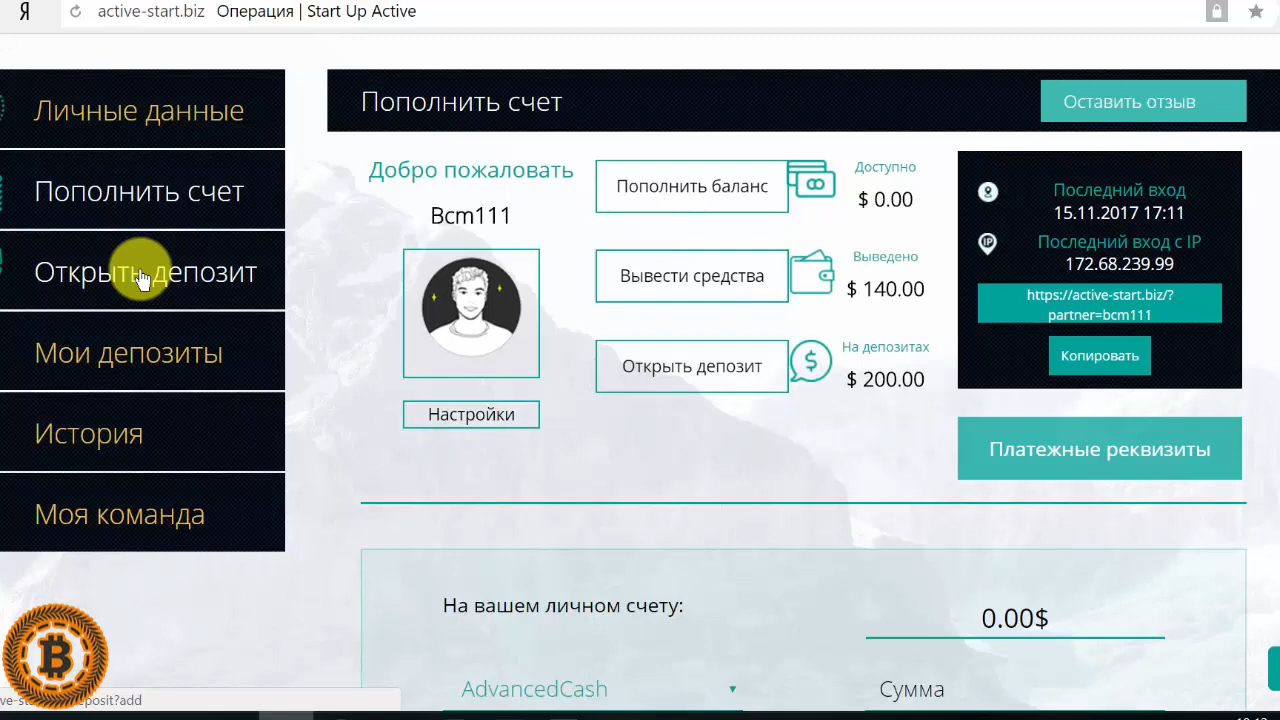 Я
active-start.biz Операция | Start Up Active
Личные данные
Пополнить счет
Открыть депозит
Мои депозиты
История
Моя команда
Пополнить счет
Оставить отзыв
Добро пожаловать
Bcm111
Настройки
Пополнить баланс
Доступно
$ 0.00
Вывести средства
Выведено
$ 140.00
Открыть депозит
На депозитах
$ 200.00
Последний вход
15.11.2017 17:11
Последний вход с IP
IP
172.68.239.99
https://active-start.biz/?
partner=bcm111
Копировать
Платежные реквизиты
На вашем личном счету:
0.00$
AdvancedCash
Сумма